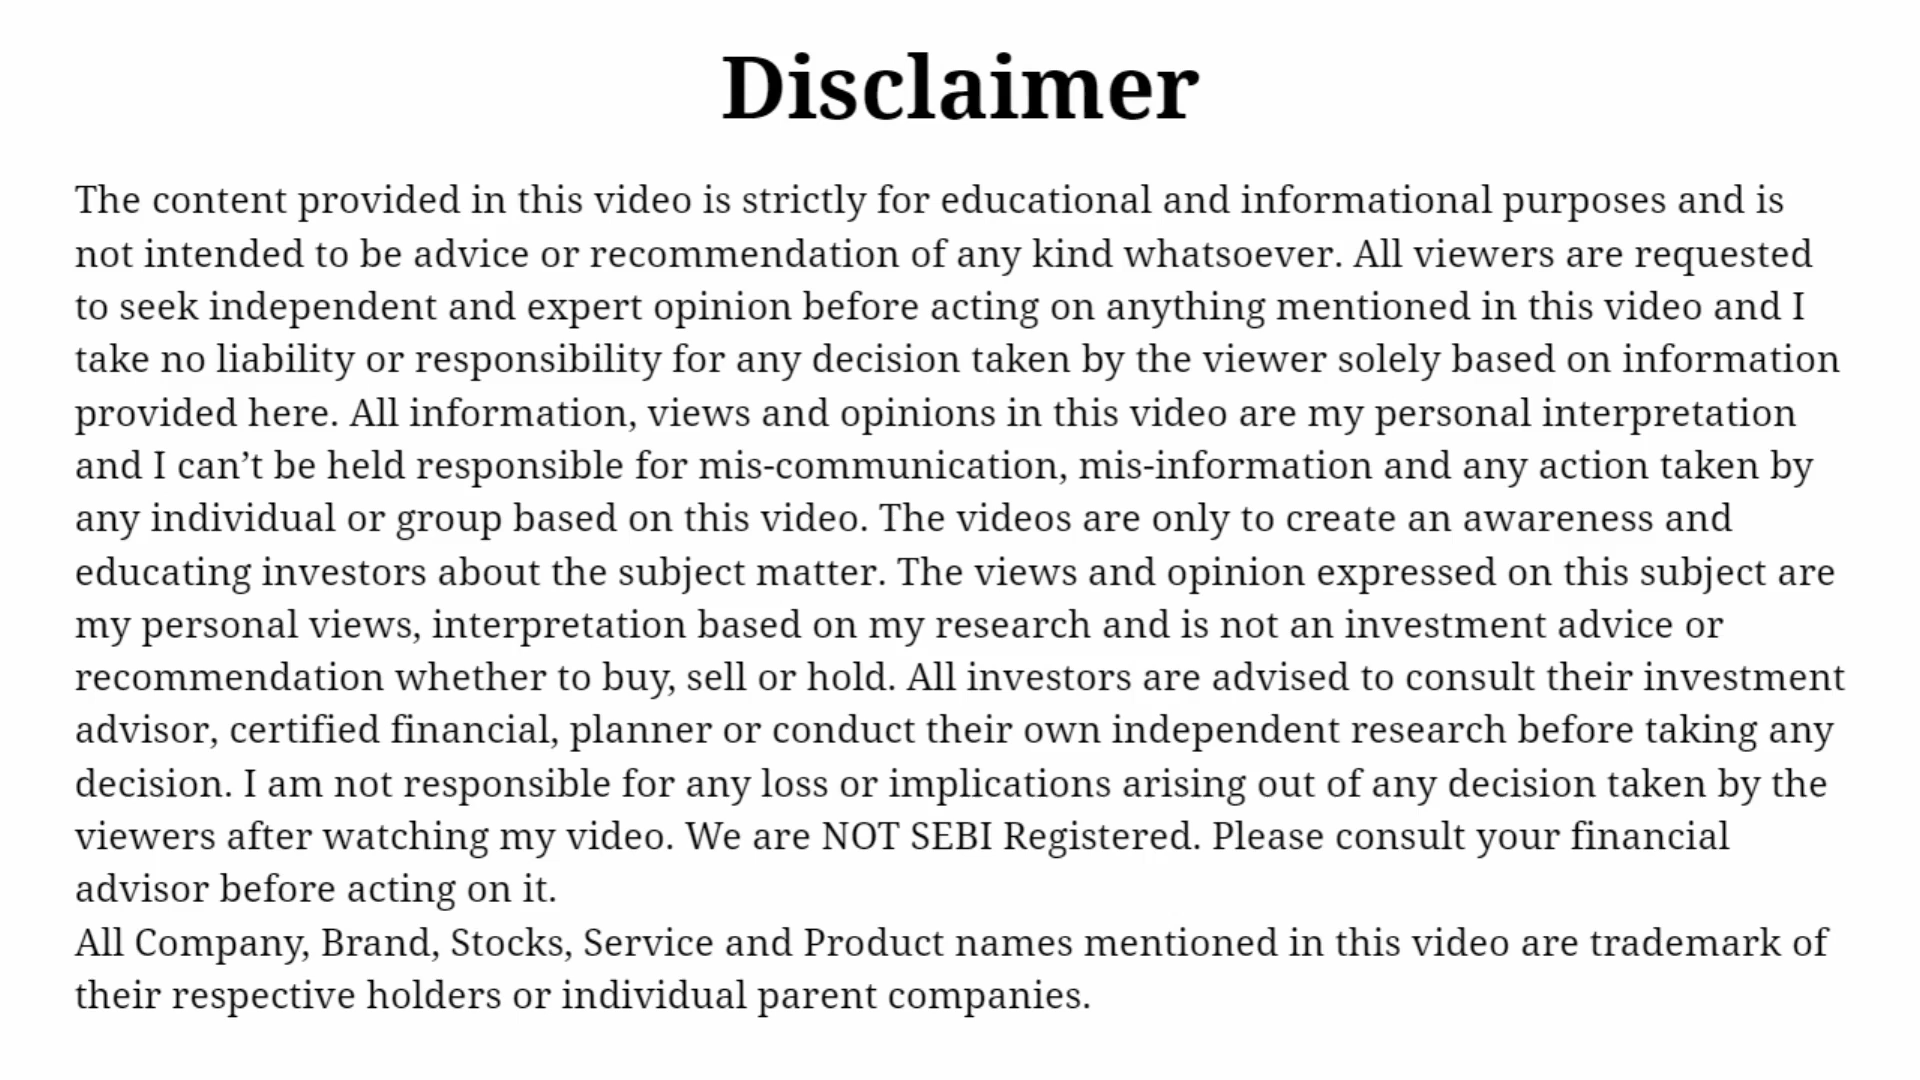 Disclaimer
The content provided in this video is strictly for educational and informational purposes and is
not intended to be advice or recommendation of any kind whatsoever. All viewers are requested
to seek independent and expert opinion before acting on anything mentioned in this video and I
take no liability or responsibility for any decision taken by the viewer solely based on information
provided here. All information, views and opinions in this video are my personal interpretation
and I can’t be held responsible for mis-communication, mis-information and any action taken by
any individual or group based on this video. The videos are only to create an awareness and
educating investors about the subject matter. The views and opinion expressed on this subject are
my personal views, interpretation based on my research and is not an investment advice or
recommendation whether to buy, sell or hold. All investors are advised to consult their investment
advisor, certified financial, planner or conduct their own independent research before taking any
decision. I am not responsible for any loss or implications arising out of any decision taken by the
viewers after watching my video. We are NOT SEBI Registered. Please consult your financial
advisor before acting on it.
All Company, Brand, Stocks, Service and Product names mentioned in this video are trademark of
their respective holders or individual parent companies.